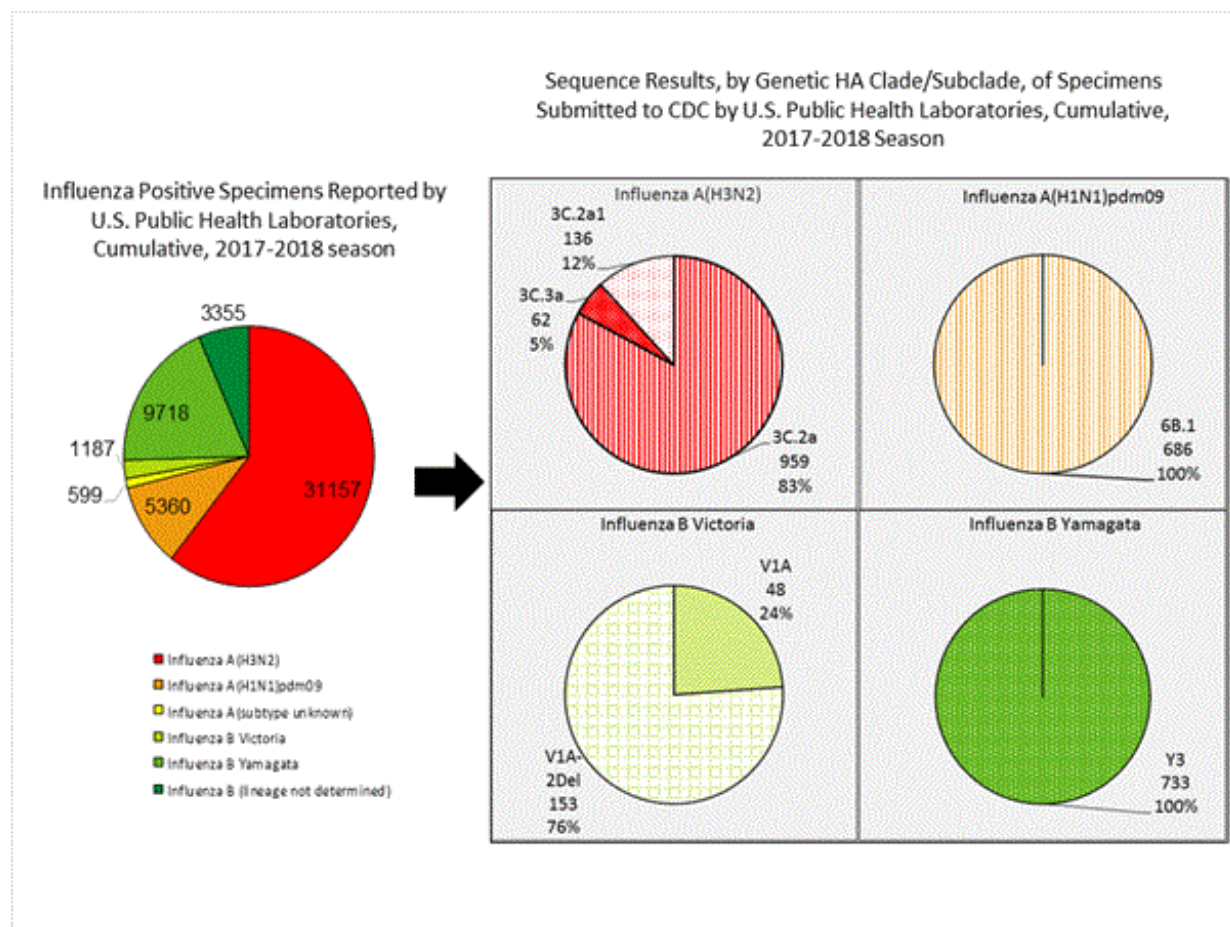 Sequence Results, by Genetic HA Clade/Subclade, of Specimens
Submitted to CDC by U.S. Public Health Laboratories, Cumulative,
2017-2018 Season
Influenza Positive Specimens Reported by
U.S. Public Health Laboratories,
Cumulative, 2017-2018 season
3355
9718
1187
599
5360
31157
Influenza A(H3N2)
Influenza A(H1N1)pdm09
Influenza A(subtype unknown)
Influenza B Victoria
Influenza B Yamagata
Influenza B (lineage not determined)
Influenza A(H3N2)
3C.2a1
136
12%
3C.3a
62
5%
3C.2a
959
83%
Influenza A(H1N1)pdm09
6B.1
686
100%
Influenza B Victoria
V1A
48
24%
V1A-
2Del
153
76%
Influenza B Yamagata
Y3
733
100%